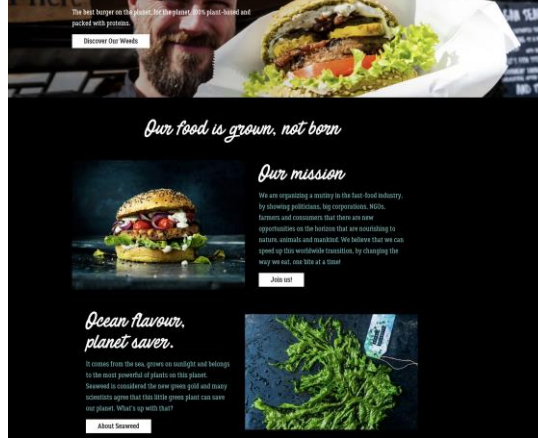 The best burger on the planet, for the planet, 100% plant-based and
packed with proteins.
Discover Our Weeds
Our food is grown, not born
Our mission
We are organizing a mutiny in the fast-food industry,
by showing politicians, big corporations, NGOs,
farmers and consumers that there are new
opportunities on the horizon that are nourishing to
nature, animals and mankind. We believe that we can
speed up this worldwide transition, by changing the
way we eat, one bite at a time!
Join us!
Ocean flavour,
planet saver.
It comes from the sea, grows on sunlight and belongs
to the most powerful of plants on this planet.
Seaweed is considered the new green gold and many
scientists agree that this little green plant can save
our planet. What's up with that?
About Seaweed